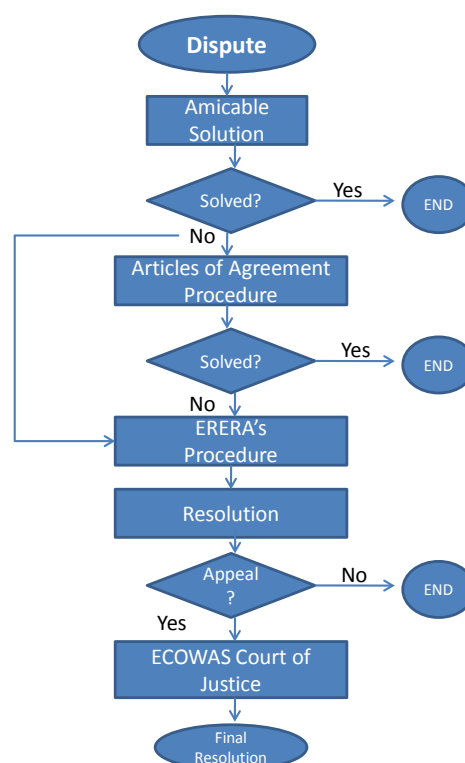 Dispute
Amicable
Solution
Solved?
Yes
END
No
Articles of Agreement
Procedure
Solved?
Yes
END
No
ERERA's
Procedure
Resolution
Appeal
?
No
END
Yes
ECOWAS Court of
Justice
Final
Resolution